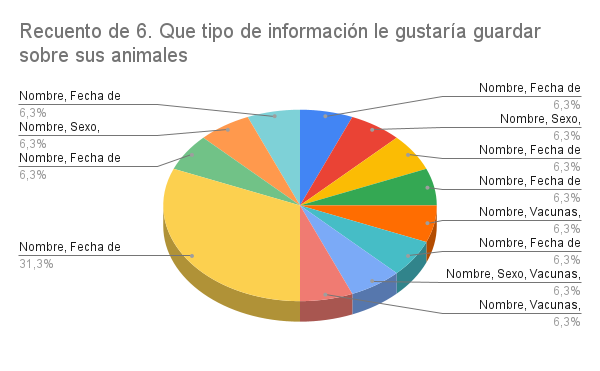 Recuento de 6. Que tipo de información le gustaría guardar
sobre sus animales
Nombre, Fecha de
6,3%
Nombre, Sexo,
6,3%
Nombre, Fecha de
6,3%
Nombre, Fecha de
31,3%
Nombre, Fecha de
6,3%
Nombre, Sexo,
6,3%
Nombre, Fecha de
6,3%
Nombre, Fecha de
6,3%
Nombre, Vacunas,
6,3%
Nombre, Fecha de
6,3%
Nombre, Sexo, Vacunas,
6,3%
Nombre, Vacunas,
6,3%